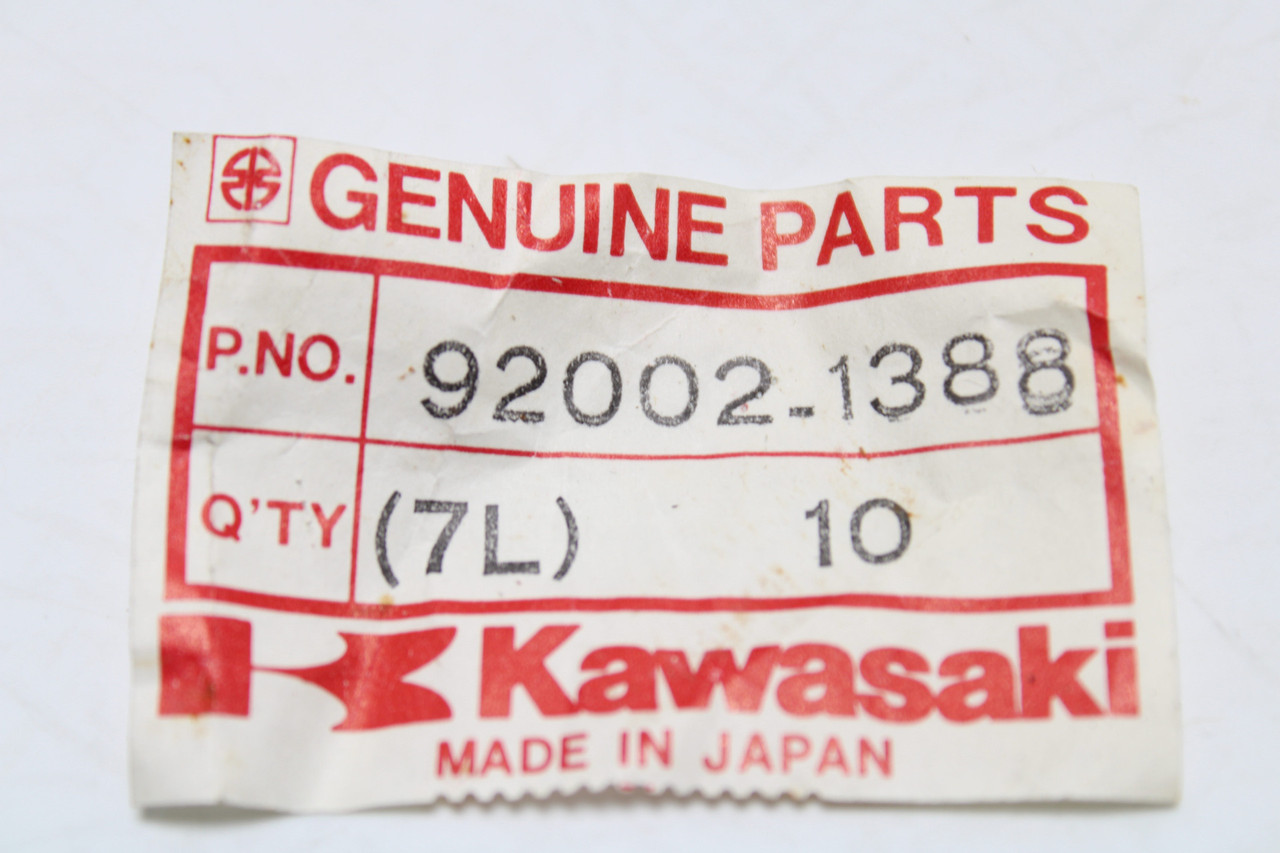 GENUINE PARTS
P.NO. 92002-1388
Q'TY (7L) 10
Kawasaki
MADE IN JAPAN